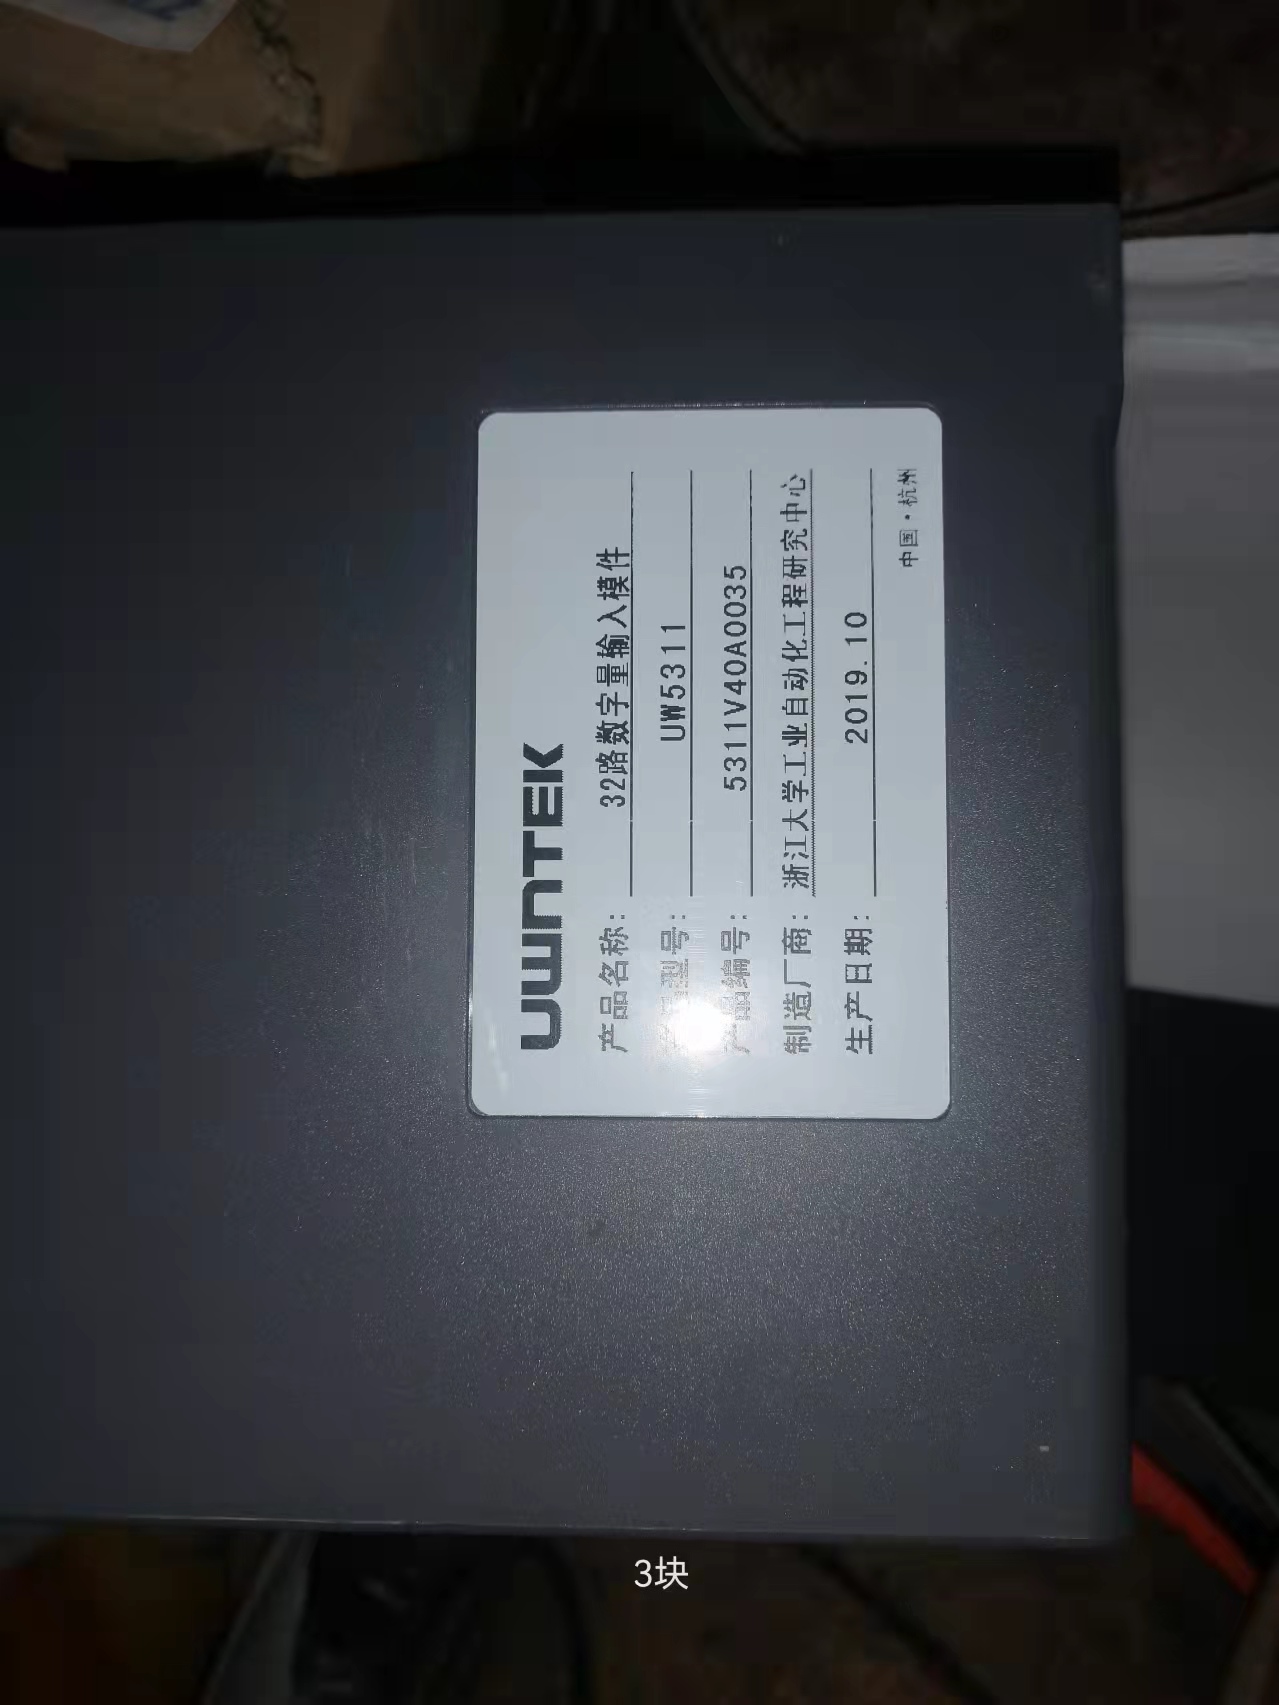 UWNTEK
产品名称: 32路数字量输入模件
产品型号: UW5311
产品编号: 5311V40A0035
制造厂商: 浙江大学工业自动化工程研究中心
生产日期: 2019.10
中国·杭州
3块